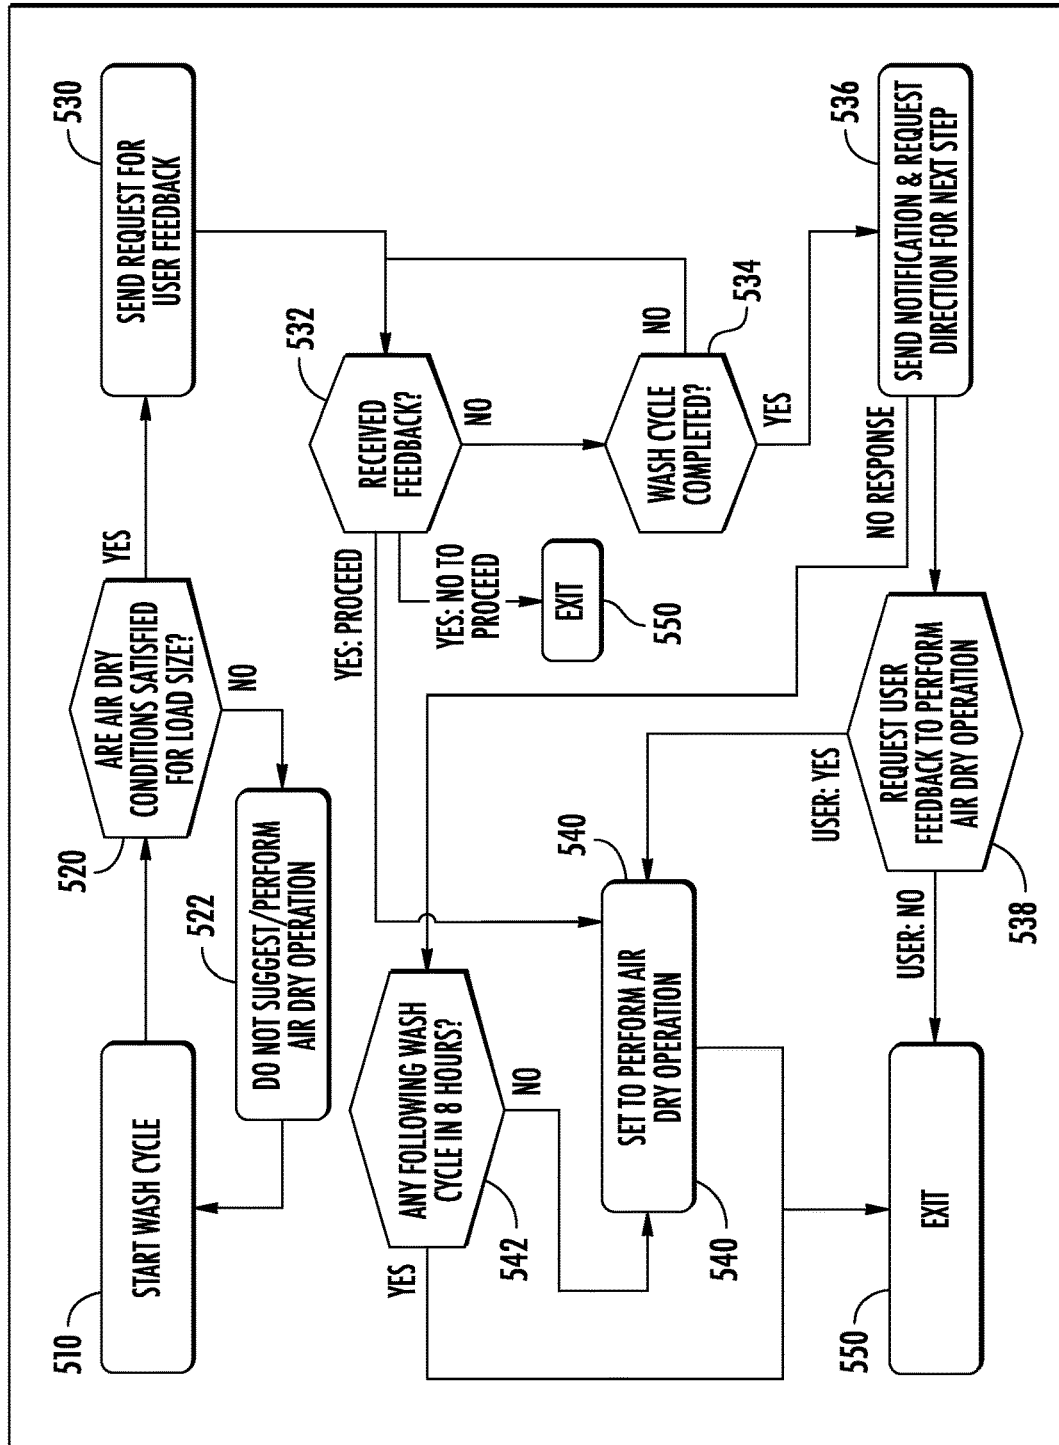 510
START WASH CYCLE
520
ARE AIR DRY
CONDITIONS SATISFIED
FOR LOAD SIZE?
YES
NO
530
SEND REQUEST FOR
USER FEEDBACK
522
DO NOT SUGGEST/PERFORM
AIR DRY OPERATION
532
RECEIVED
FEEDBACK?
YES: PROCEED
NO
YES: NO TO
PROCEED
EXIT
550
ANY FOLLOWING WASH
CYCLE IN 8 HOURS?
YES
542
NO
540
SET TO PERFORM AIR
DRY OPERATION
540
WASH CYCLE
COMPLETED?
NO
534
YES
536
SEND NOTIFICATION & REQUEST
DIRECTION FOR NEXT STEP
NO RESPONSE
USER: YES
REQUEST USER
FEEDBACK TO PERFORM
AIR DRY OPERATION
538
USER: NO
550
EXIT